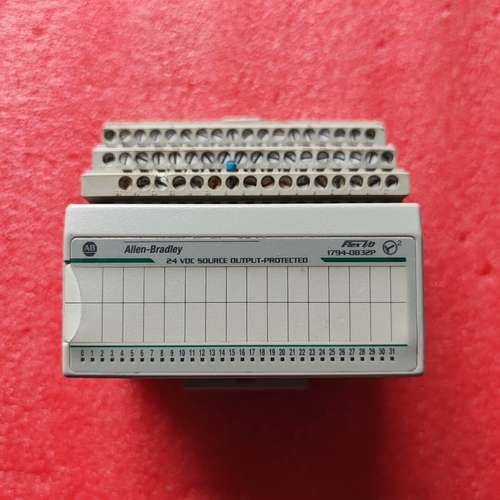 AB
Allen-Bradley
Flex I/O
2
24 VDC SOURCE OUTPUT-PROTECTED
1794-OB32P
0 1 2 3 4 5 6 7 8 9 10 11 12 13 14 15 16 17 18 19 20 21 22 23 24 25 26 27 28 29 30 31